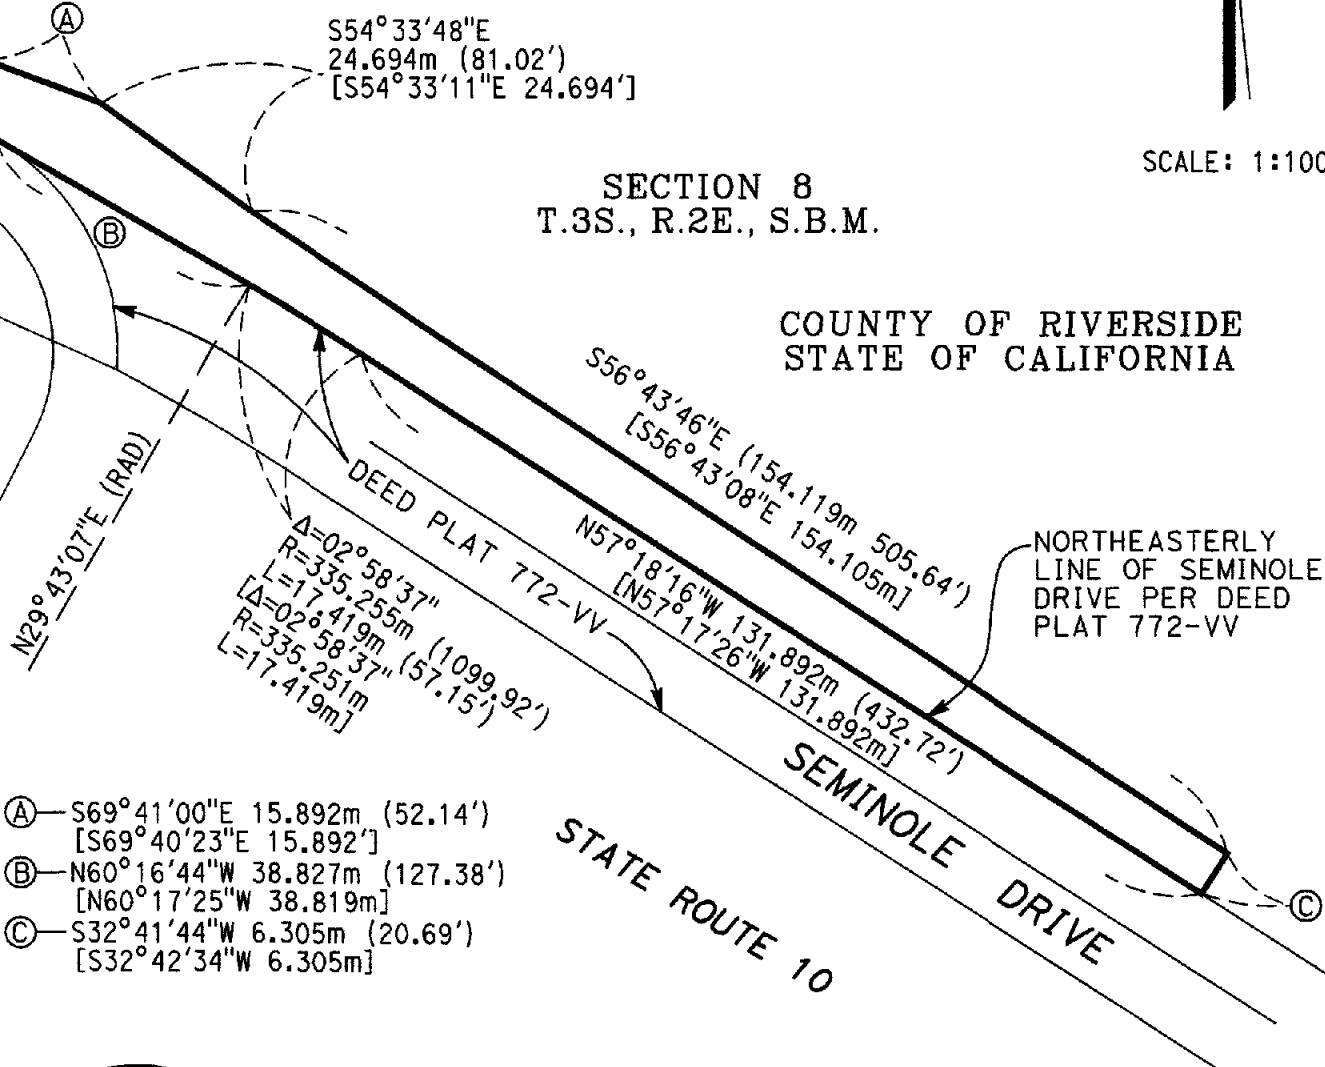 A
S54°33'48"E
24.694m (81.02')
[S54°33'11"E 24.694']
SCALE: 1:100
SECTION 8
T.3S., R.2E., S.B.M.
B
COUNTY OF RIVERSIDE
STATE OF CALIFORNIA
S56°43'46"E (154.119m 505.64')
[S56°43'08"E 154.105m]
N29°43'07"E (RAD)
DEED PLAT 772-VV
N57°18'16"W 131.892m (432.72')
[N57°17'26"W 131.892m]
NORTHEASTERLY
LINE OF SEMINOLE
DRIVE PER DEED
PLAT 772-VV
Δ=02°58'37"
R=335.255m (1099.92')
L=17.419m (57.15')
[Δ=02°58'37"
R=335.251m
L=17.419m]
SEMINOLE DRIVE
STATE ROUTE 10
C
A S69°41'00"E 15.892m (52.14')
[S69°40'23"E 15.892']
B N60°16'44"W 38.827m (127.38')
[N60°17'25"W 38.819m]
C S32°41'44"W 6.305m (20.69')
[S32°42'34"W 6.305m]